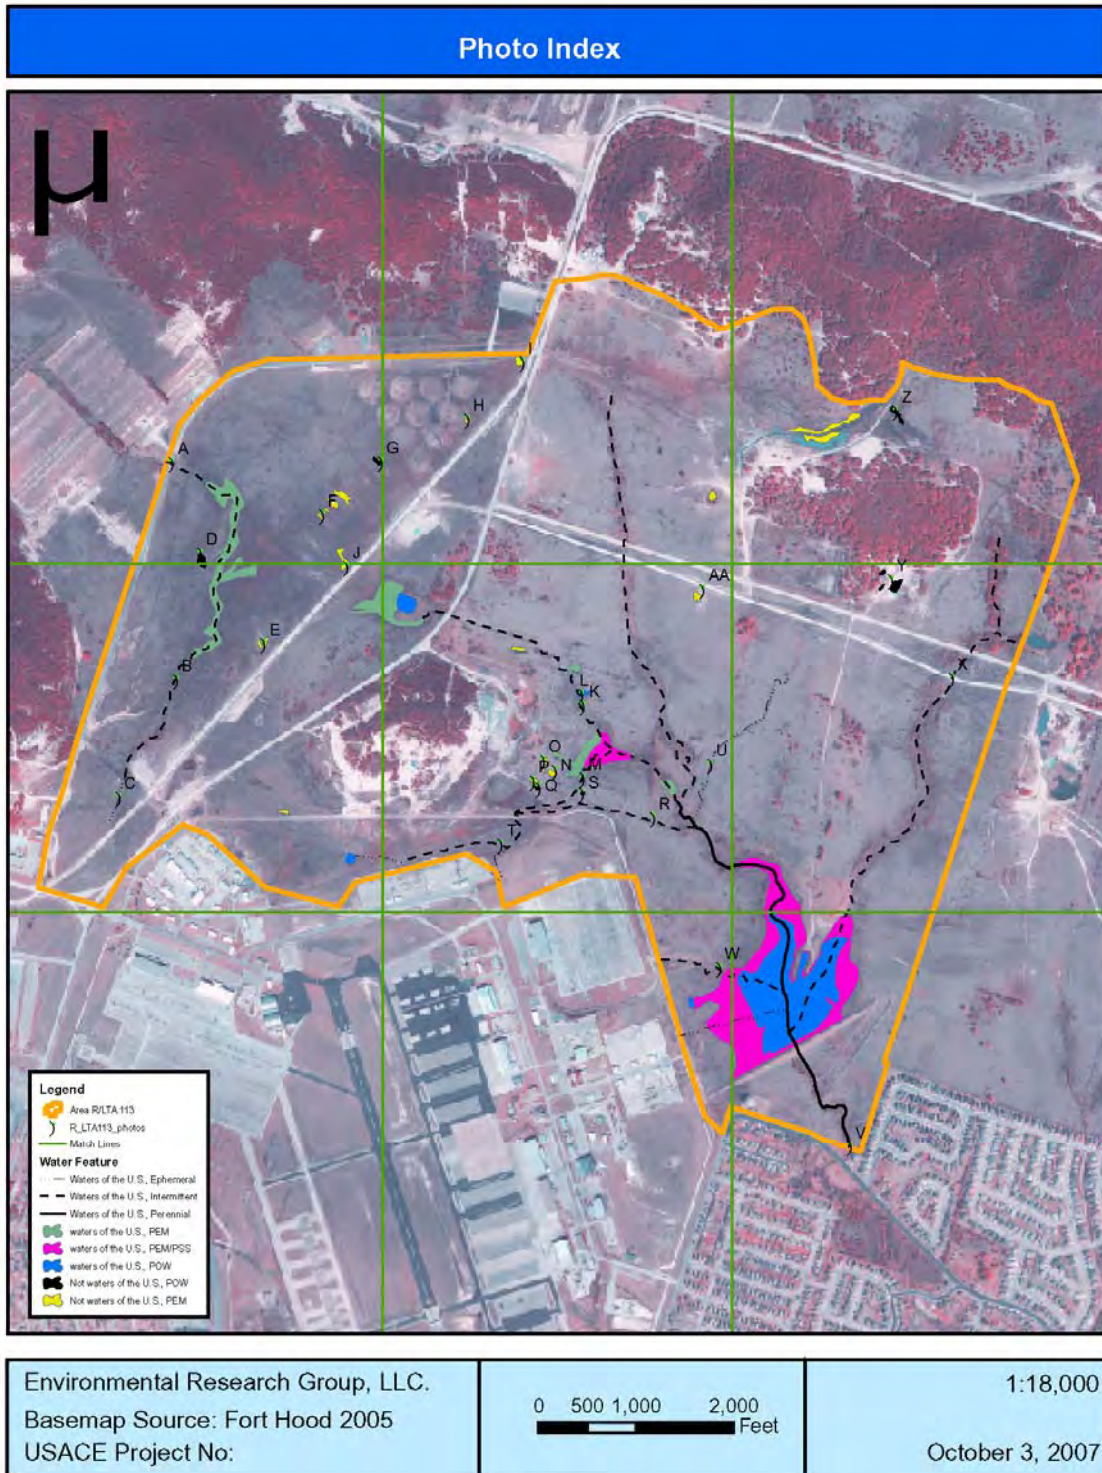 Photo Index
µ
I
Z
H
A
G
F
D
J
Y
AA
E
B
X
L
K
O
U
P N M
Q S
C
R
T
W
V
Legend
Area R/LTA 113
R_LTA113_photos
Match Lines
Water Feature
Waters of the U.S., Ephemeral
Waters of the U.S., Intermittent
Waters of the U.S., Perennial
waters of the U.S., PEM
waters of the U.S., PEM/PSS
waters of the U.S., POW
Not waters of the U.S., POW
Not waters of the U.S., PEM
Environmental Research Group, LLC.
Basemap Source: Fort Hood 2005
USACE Project No:
0 500 1,000 2,000
Feet
1:18,000
October 3, 2007